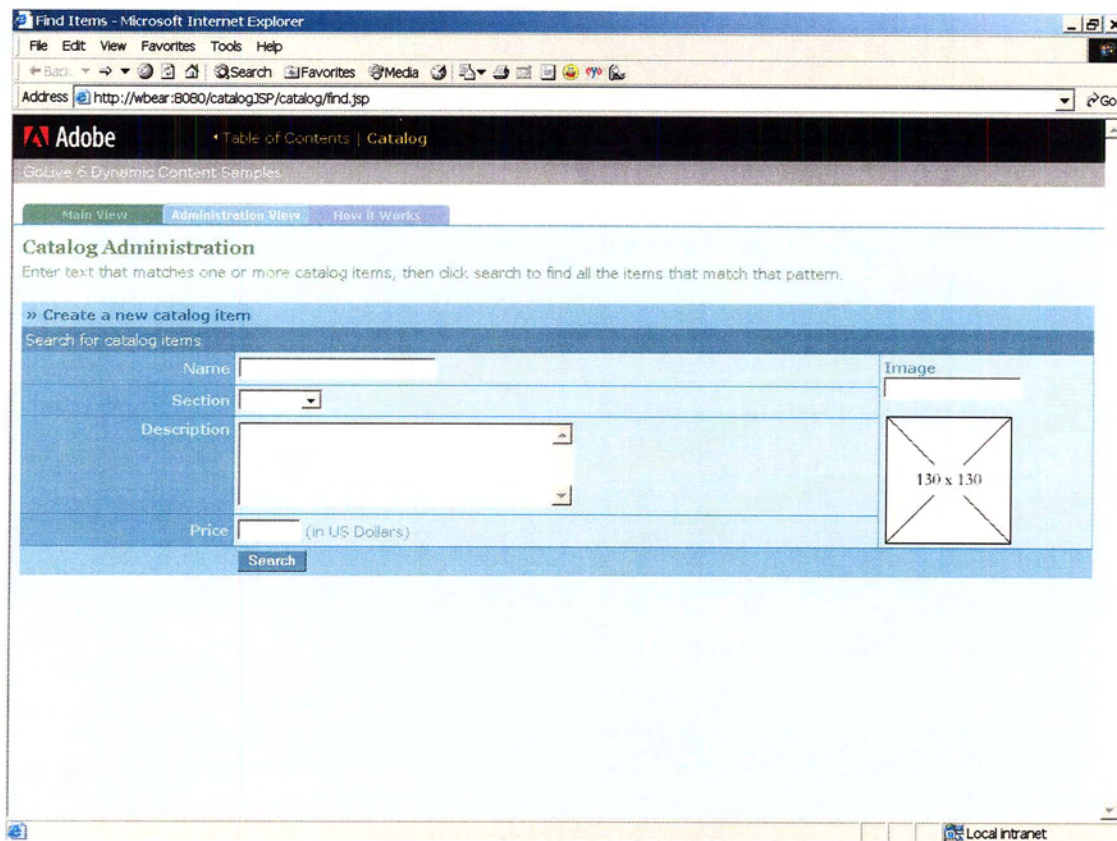 Find Items - Microsoft Internet Explorer
File Edit View Favorites Tools Help
Back Search Favorites Media
Address http://wbear:8080/catalogJSP/catalog/find.jsp Go
Adobe Table of Contents | Catalog
GoLive 6 Dynamic Content Samples
Main View Administration View How it Works
Catalog Administration
Enter text that matches one or more catalog items, then click search to find all the items that match that pattern.
» Create a new catalog item
Search for catalog items
Name
Image
Section
Description
130 x 130
Price (in US Dollars)
Search
Local intranet